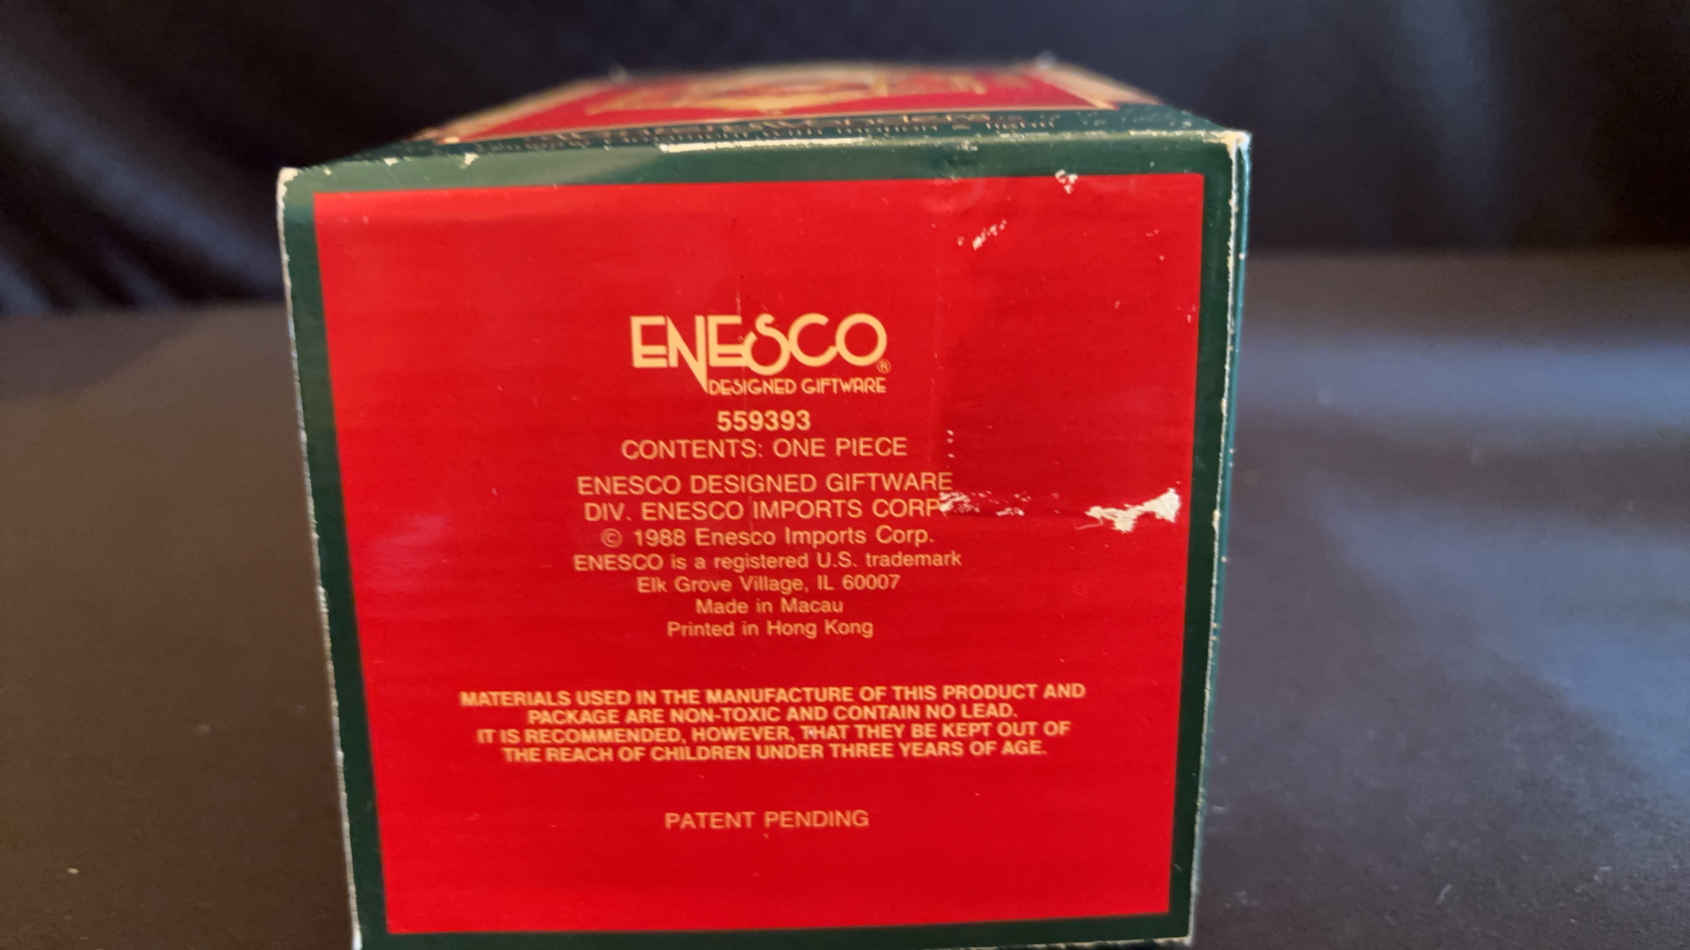 ENESCO®
DESIGNED GIFTWARE
559393
CONTENTS: ONE PIECE
ENESCO DESIGNED GIFTWARE
DIV. ENESCO IMPORTS CORP.
© 1988 Enesco Imports Corp.
ENESCO is a registered U.S. trademark
Elk Grove Village, IL 60007
Made in Macau
Printed in Hong Kong
MATERIALS USED IN THE MANUFACTURE OF THIS PRODUCT AND
PACKAGE ARE NON-TOXIC AND CONTAIN NO LEAD.
IT IS RECOMMENDED, HOWEVER, THAT THEY BE KEPT OUT OF
THE REACH OF CHILDREN UNDER THREE YEARS OF AGE.
PATENT PENDING